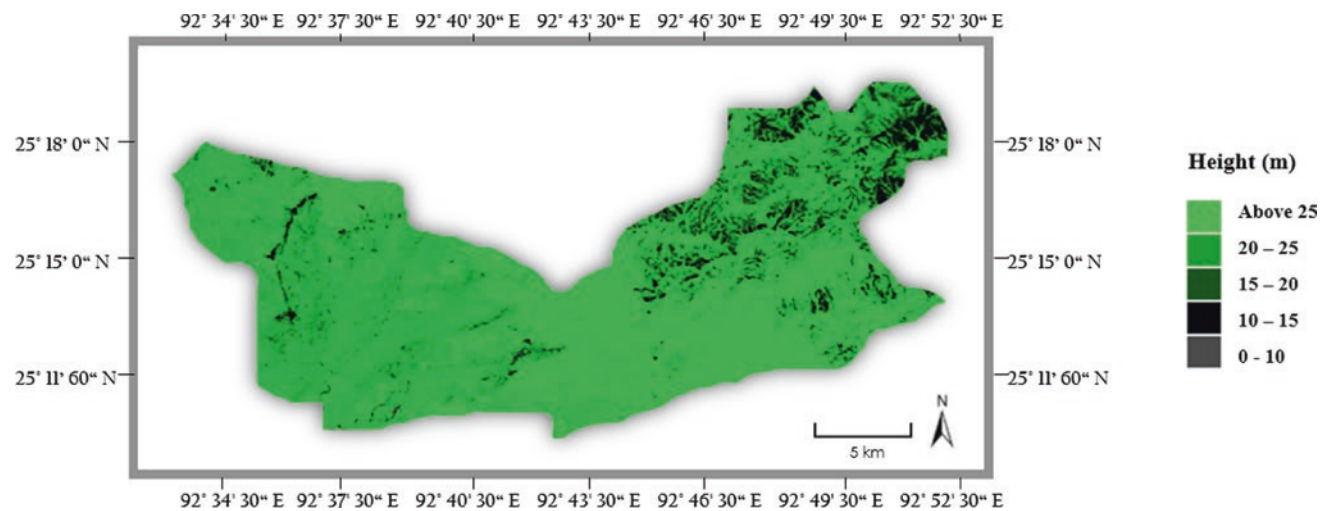 92° 34' 30" E 92° 37' 30" E 92° 40' 30" E 92° 43' 30" E 92° 46' 30" E 92° 49' 30" E 92° 52' 30" E
25° 18' 0“ N
25° 18' 0“ N
25° 15' 0“ N
25° 15' 0“ N
25° 11' 60“ N
25° 11' 60“ N
Height (m)
Above 25
20 – 25
15 – 20
10 – 15
0 - 10
N
5 km
92° 34' 30" E 92° 37' 30" E 92° 40' 30" E 92° 43' 30" E 92° 46' 30" E 92° 49' 30" E 92° 52' 30" E